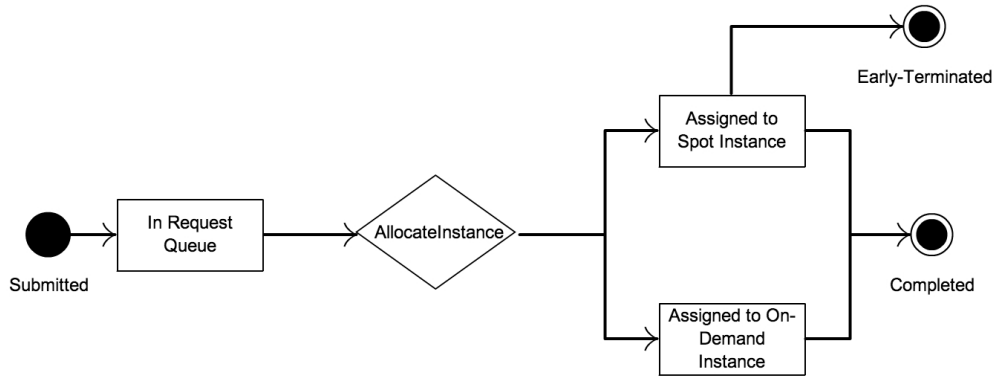 Early-Terminated
Assigned to
Spot Instance
In Request
Queue
AllocateInstance
Submitted
Completed
Assigned to On-
Demand
Instance